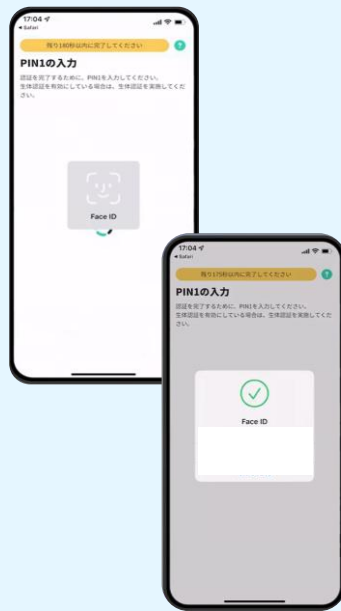 17:04
◀ Safari
残り180秒以内に完了してください
?
PIN1の入力
認証を完了するために、PIN1を入力してください。
生体認証を有効にしている場合は、生体認証を実施してくだ
さい。
Face ID
17:04
◀ Safari
残り175秒以内に完了してください
?
PIN1の入力
認証を完了するために、PIN1を入力してください。
生体認証を有効にしている場合は、生体認証を実施してくだ
さい。
Face ID